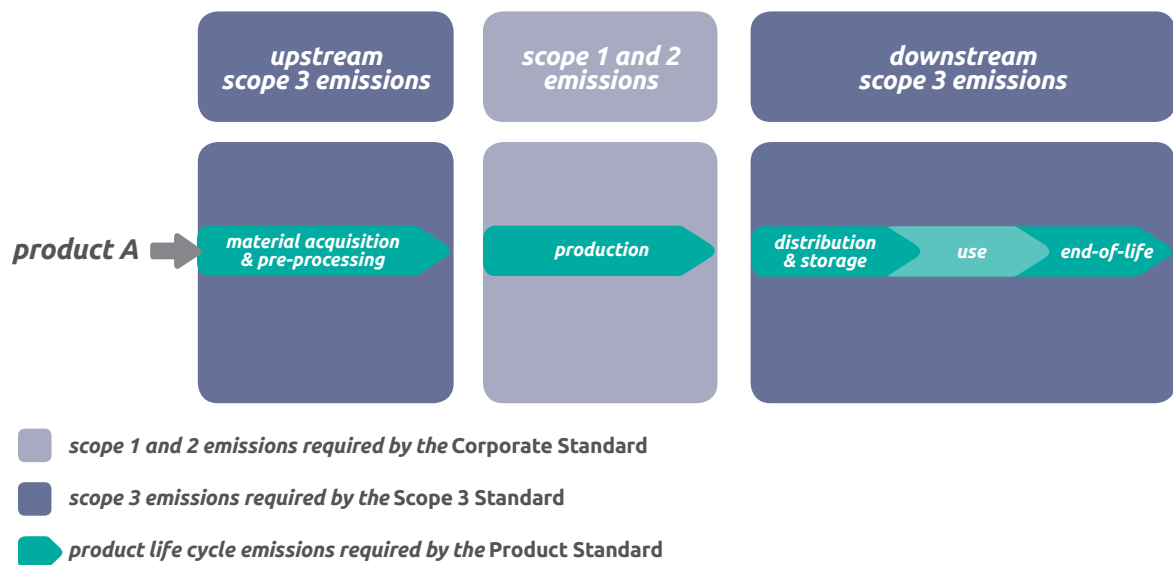 upstream
scope 3 emissions
scope 1 and 2
emissions
downstream
scope 3 emissions
product A
material acquisition
& pre-processing
production
distribution
& storage
use
end-of-life
scope 1 and 2 emissions required by the Corporate Standard
scope 3 emissions required by the Scope 3 Standard
product life cycle emissions required by the Product Standard